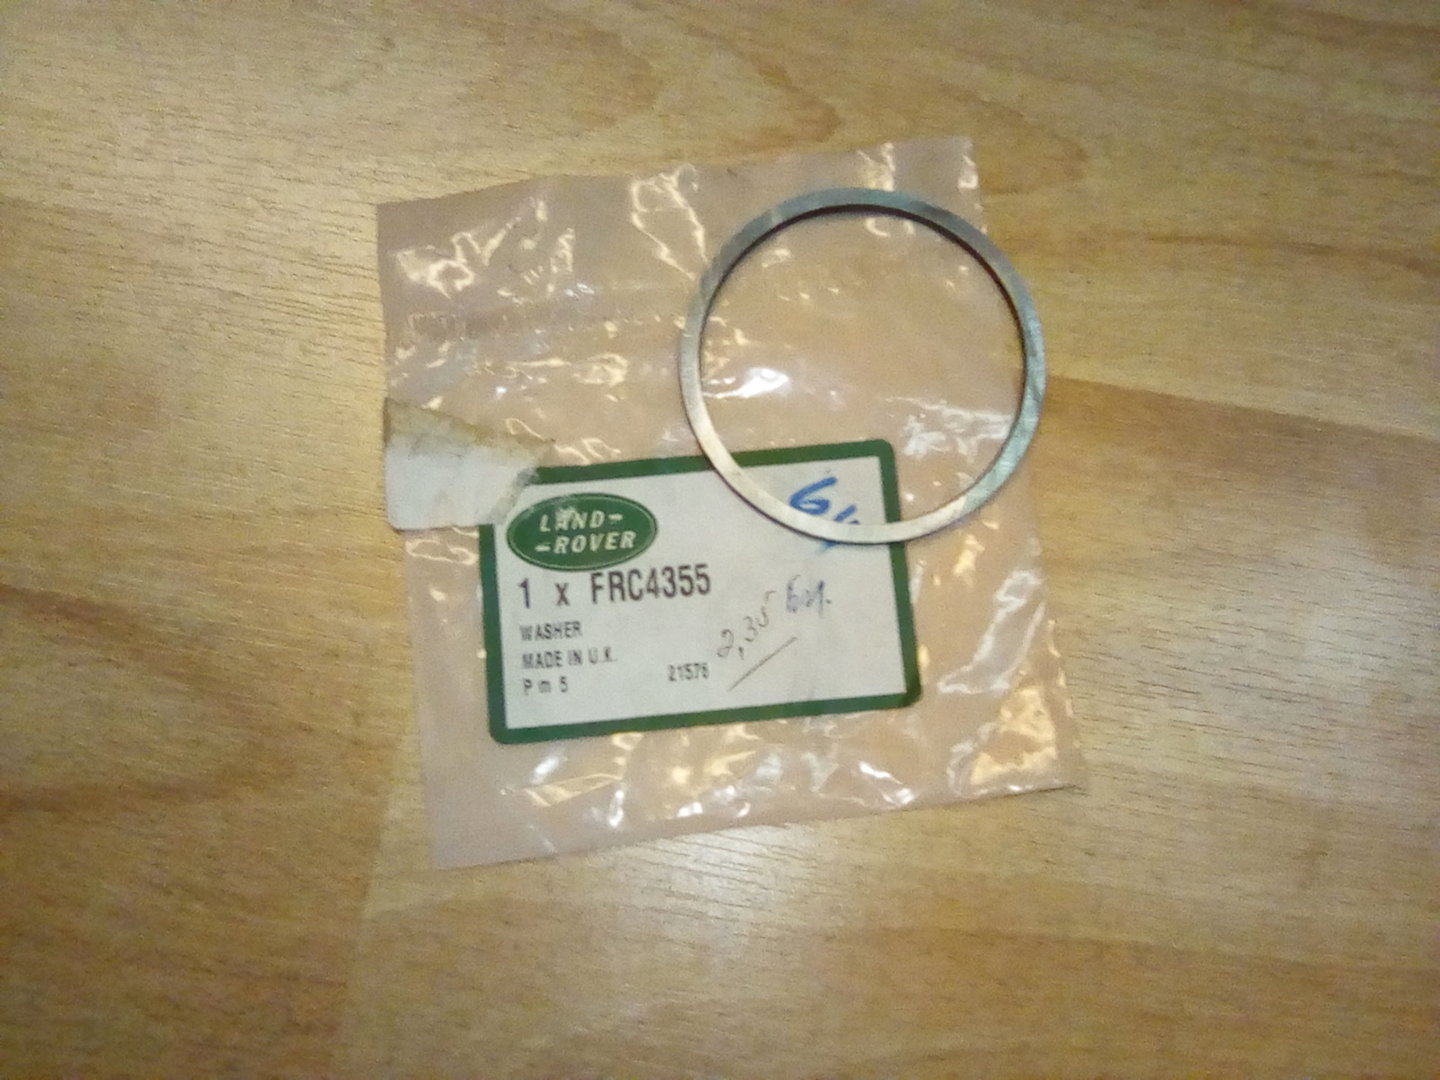 LAND-
-ROVER
1 x FRC4355
WASHER
MADE IN U.K.
P m 5 21576
2,35